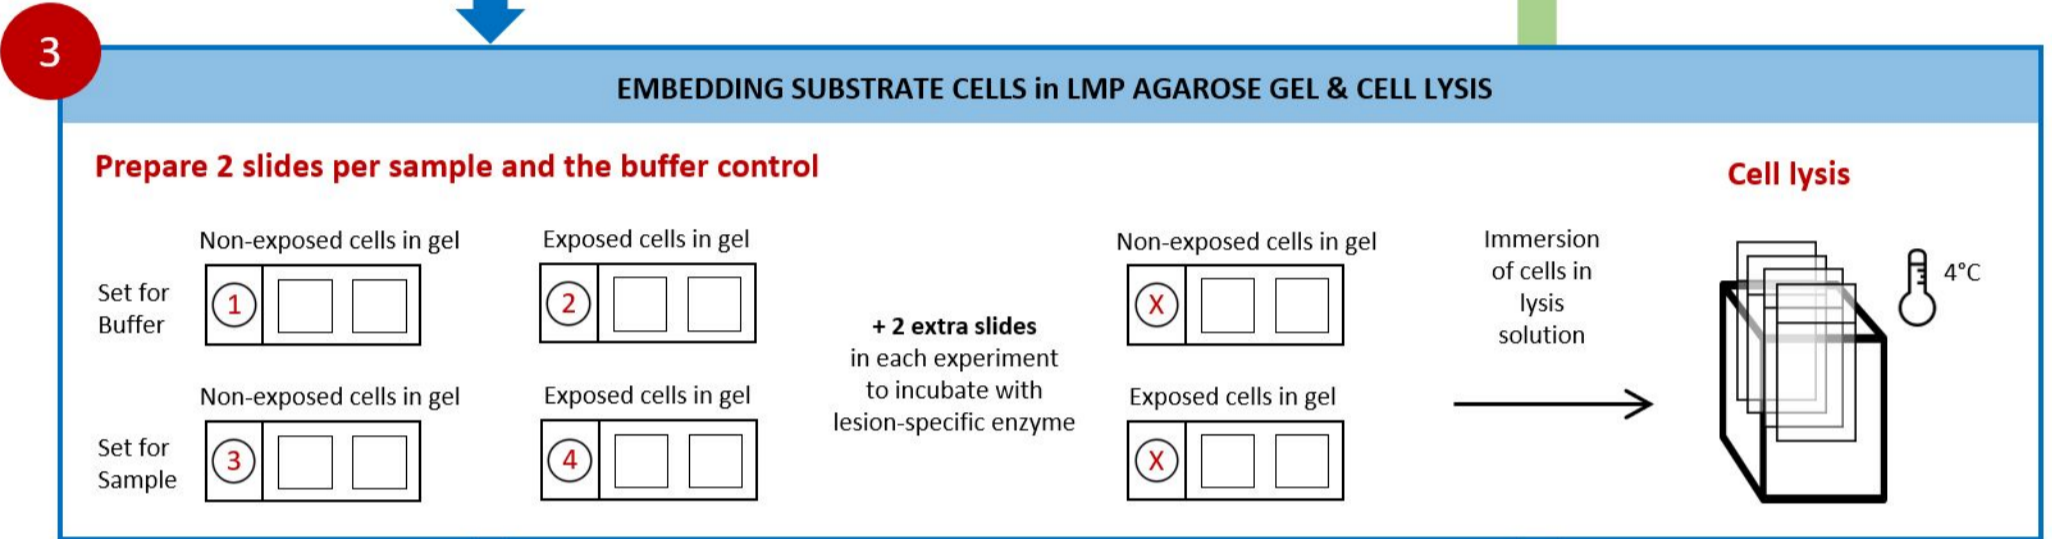 3
EMBEDDING SUBSTRATE CELLS in LMP AGAROSE GEL & CELL LYSIS
Prepare 2 slides per sample and the buffer control
Set for
Buffer
Non-exposed cells in gel
1
Exposed cells in gel
2
Set for
Sample
Non-exposed cells in gel
3
Exposed cells in gel
4
+ 2 extra slides
in each experiment
to incubate with
lesion-specific enzyme
Non-exposed cells in gel
X
Exposed cells in gel
X
Immersion
of cells in
lysis
solution
Cell lysis
4°C